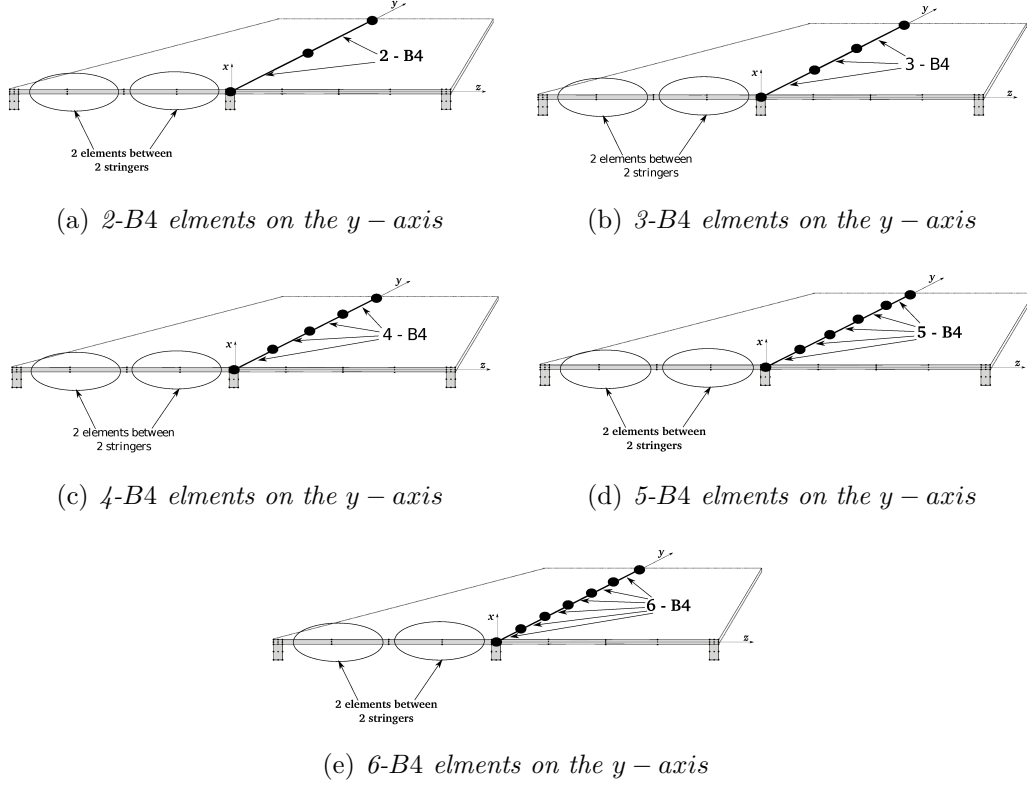 y
2 - B4
x
z
2 elements between
2 stringers
(a) 2-B4 elments on the y − axis
y
3 - B4
x
z
2 elements between
2 stringers
(b) 3-B4 elments on the y − axis
y
4 - B4
x
z
2 elements between
2 stringers
(c) 4-B4 elments on the y − axis
y
5 - B4
x
z
2 elements between
2 stringers
(d) 5-B4 elments on the y − axis
y
6 - B4
x
z
2 elements between
2 stringers
(e) 6-B4 elments on the y − axis